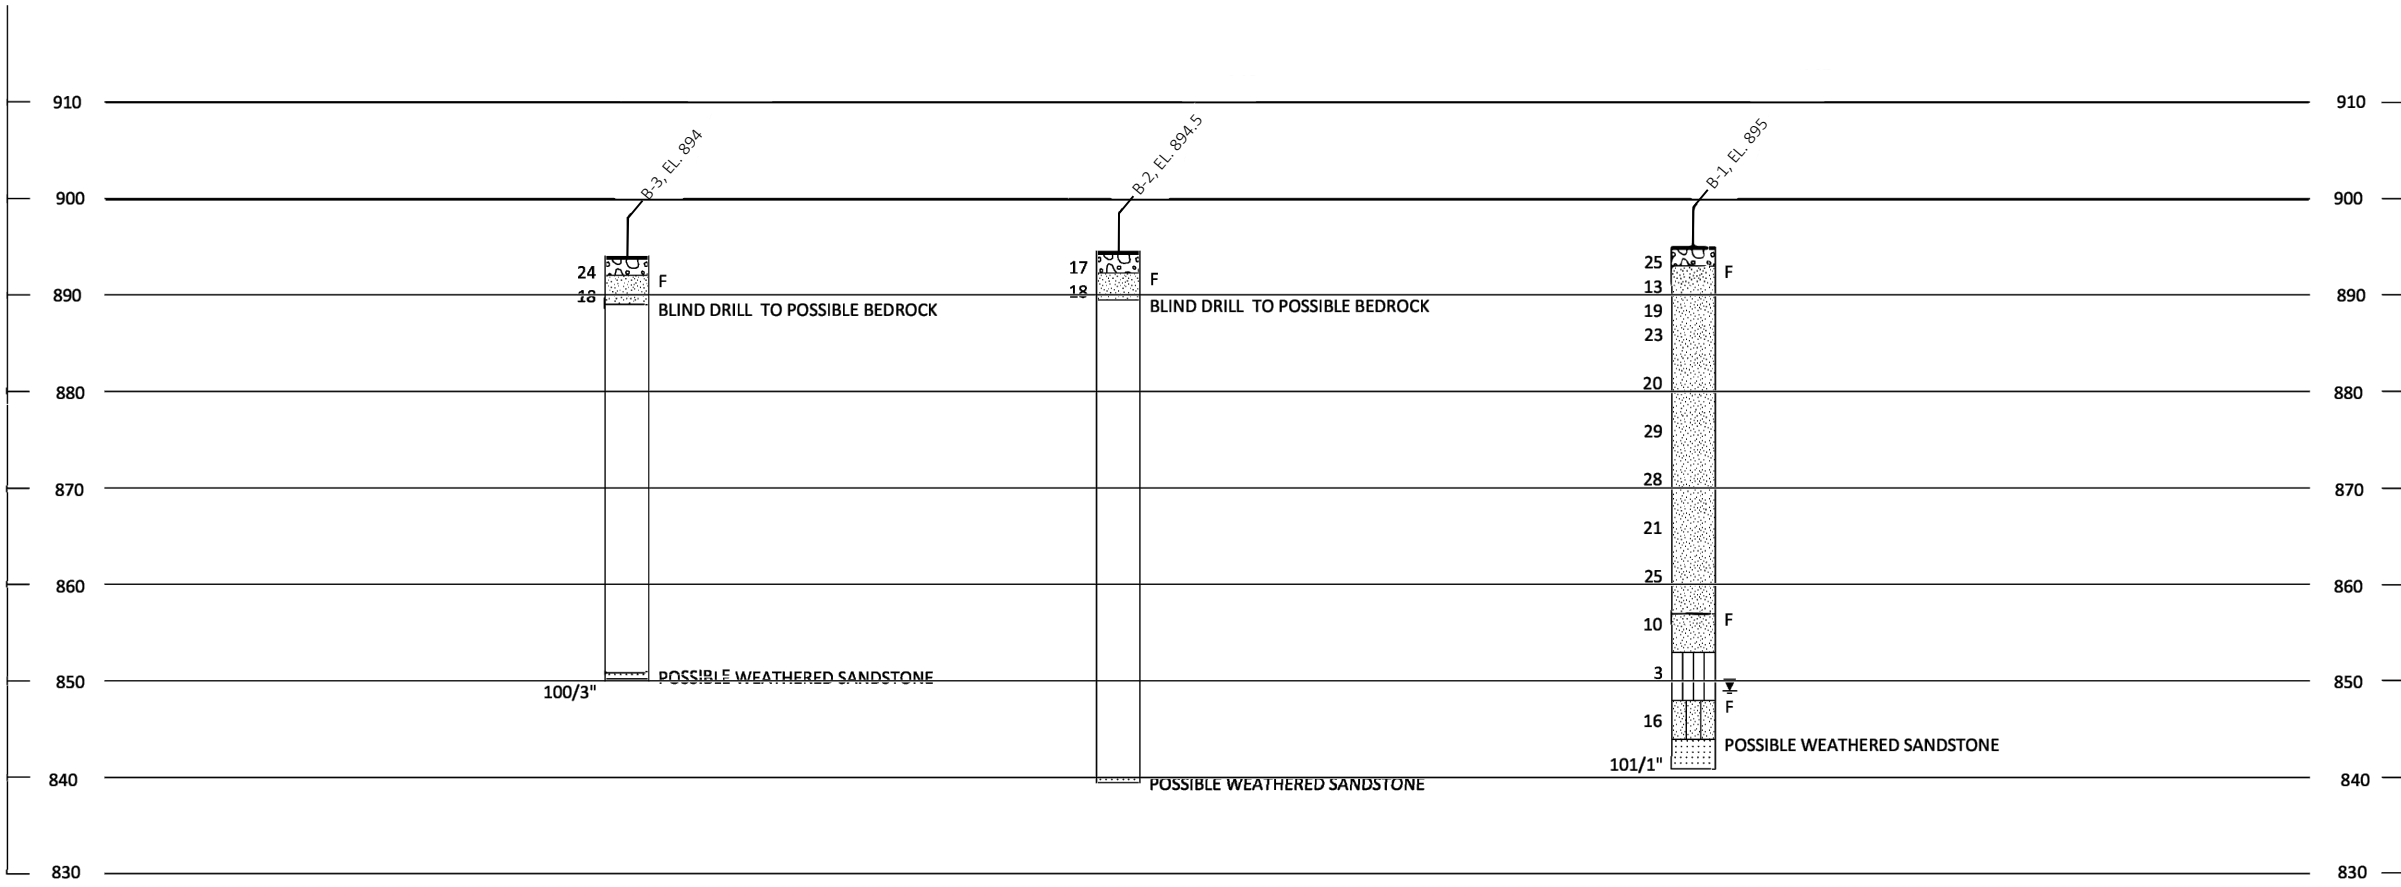 910 910
B-3, EL. 894
B-2, EL. 894.5
B-1, EL. 895
900 900
24 F
17 F
25 F
13
890 18 18 890
BLIND DRILL TO POSSIBLE BEDROCK
BLIND DRILL TO POSSIBLE BEDROCK
19
23
20
880 880
29
28
870 870
21
25
860 860
10 F
3
850 POSSIBLE WEATHERED SANDSTONE 850
100/3"
F
16
POSSIBLE WEATHERED SANDSTONE
101/1"
840 POSSIBLE WEATHERED SANDSTONE 840
830 830